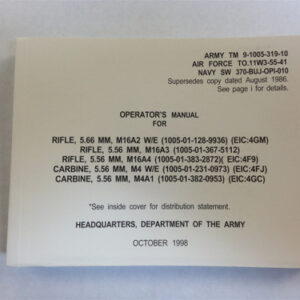 ARMY TM 9-1005-319-10
AIR FORCE TO.11W3-55-41
NAVY SW 370-BUJ-OPI-010
Supersedes copy dated August 1986.
See page i for details.
OPERATOR'S MANUAL
FOR
RIFLE, 5.66 MM, M16A2 W/E (1005-01-128-9936) (EIC:4GM)
RIFLE, 5.56 MM, M16A3 (1005-01-367-5112)
RIFLE, 5.56 MM, M16A4 (1005-01-383-2872)( EIC:4F9)
CARBINE, 5.56 MM, M4 W/E (1005-01-231-0973) (EIC:4FJ)
CARBINE, 5.56 MM, M4A1 (1005-01-382-0953) (EIC:4GC)
*See inside cover for distribution statement.
HEADQUARTERS, DEPARTMENT OF THE ARMY
OCTOBER 1998